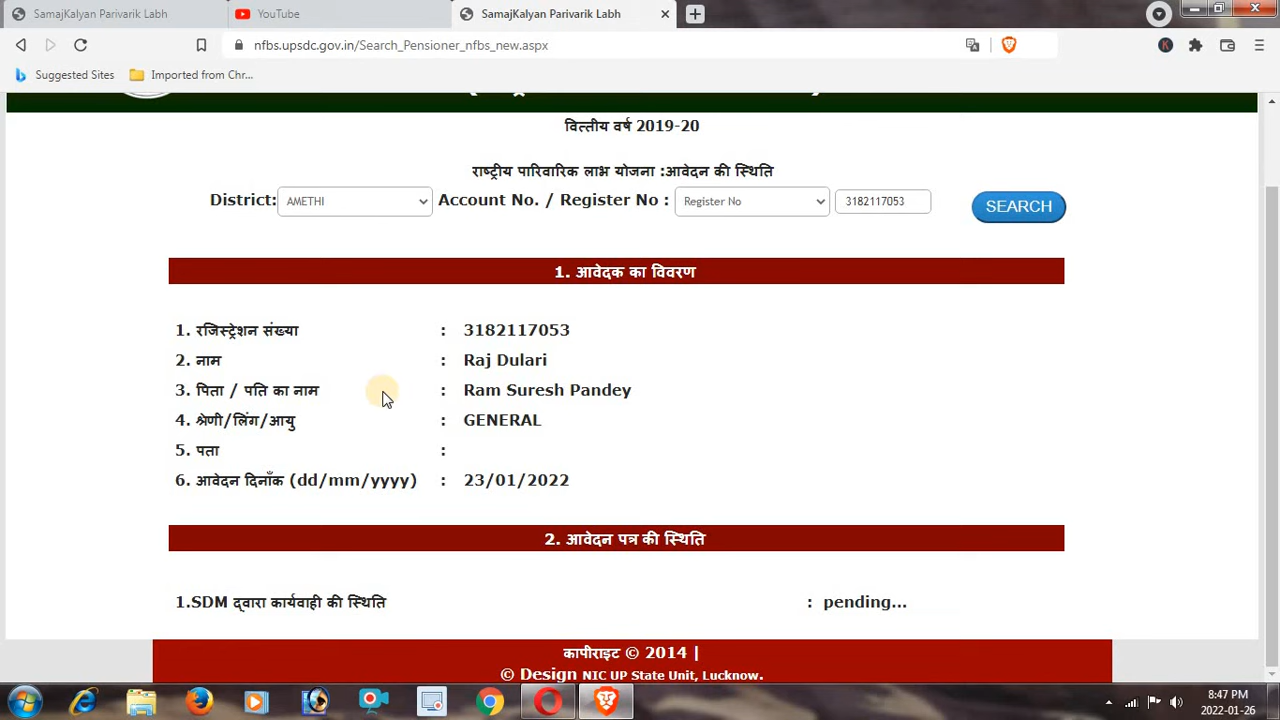 SamajKalyan Parivarik Labh
YouTube
SamajKalyan Parivarik Labh
nfbs.upsdc.gov.in/Search_Pensioner_nfbs_new.aspx
Suggested Sites
Imported from Chr...
वित्तीय वर्ष 2019-20
राष्ट्रीय पारिवारिक लाभ योजना :आवेदन की स्थिति
District: AMETHI Account No. / Register No : Register No 3182117053 SEARCH
1. आवेदक का विवरण
1. रजिस्ट्रेशन संख्या : 3182117053
2. नाम : Raj Dulari
3. पिता / पति का नाम : Ram Suresh Pandey
4. श्रेणी/लिंग/आयु : GENERAL
5. पता :
6. आवेदन दिनाँक (dd/mm/yyyy) : 23/01/2022
2. आवेदन पत्र की स्थिति
1.SDM द्वारा कार्यवाही की स्थिति : pending...
कापीराइट © 2014 |
© Design NIC UP State Unit, Lucknow.
8:47 PM
2022-01-26